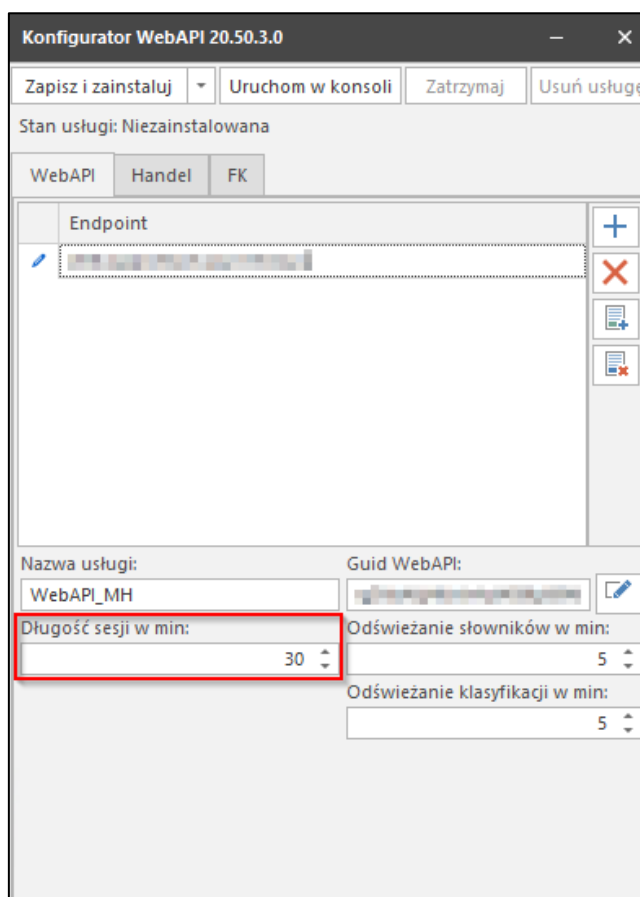 Konfigurator WebAPI 20.50.3.0
Zapisz i zainstaluj Uruchom w konsoli Zatrzymaj Usuń usługę
Stan usługi: Niezainstalowana
WebAPI Handel FK
Endpoint
Nazwa usługi: Guid WebAPI:
WebAPI_MH
Długość sesji w min: Odświeżanie słowników w min:
30 5
Odświeżanie klasyfikacji w min:
5